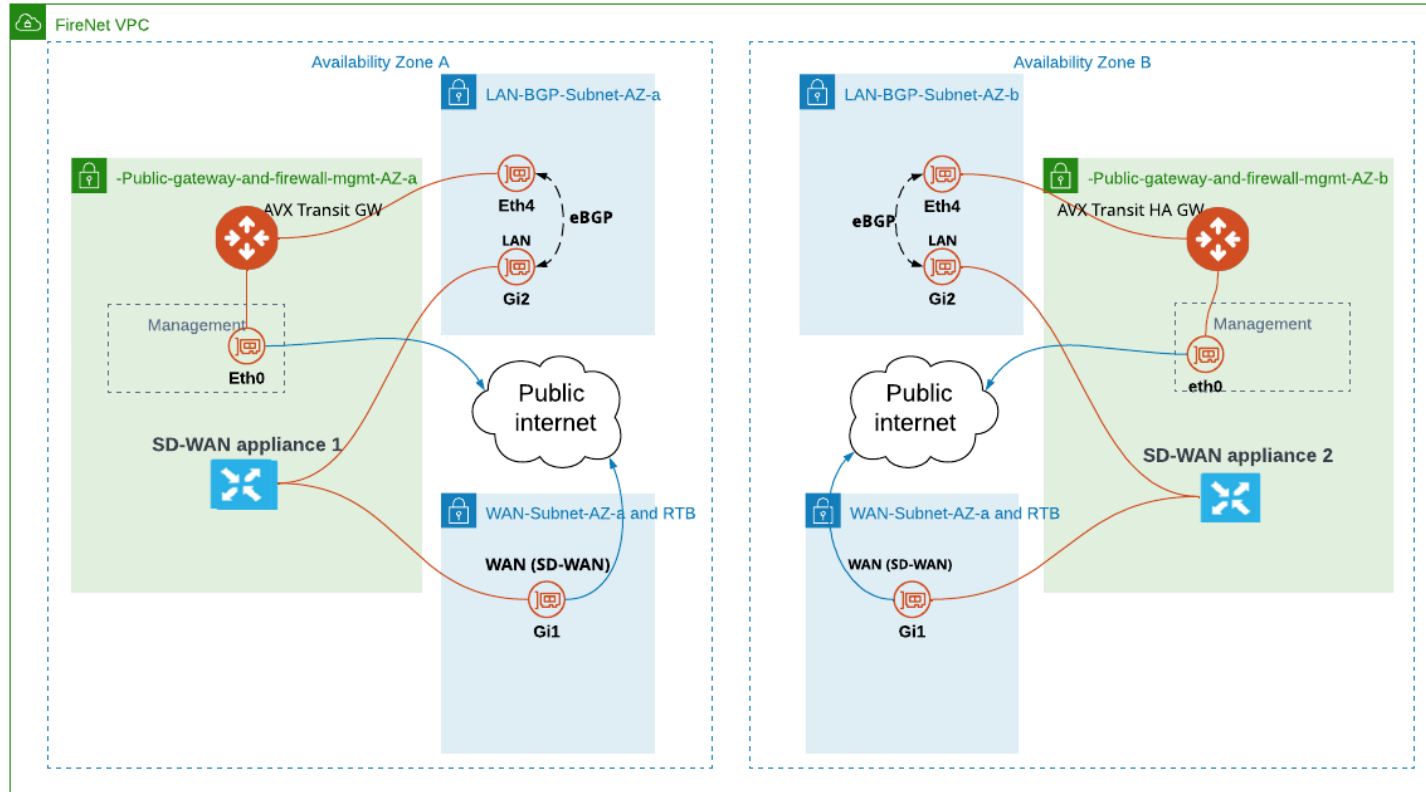 FireNet VPC
Availability Zone A
LAN-BGP-Subnet-AZ-a
-Public-gateway-and-firewall-mgmt-AZ-a
AVX Transit GW
Eth4
eBGP
LAN
Gi2
Management
Eth0
Public
internet
SD-WAN appliance 1
WAN-Subnet-AZ-a and RTB
WAN (SD-WAN)
Gi1
Availability Zone B
LAN-BGP-Subnet-AZ-b
-Public-gateway-and-firewall-mgmt-AZ-b
AVX Transit HA GW
Eth4
eBGP
LAN
Gi2
Management
eth0
Public
internet
SD-WAN appliance 2
WAN-Subnet-AZ-a and RTB
WAN (SD-WAN)
Gi1